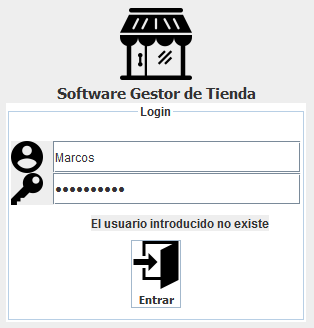 Software Gestor de Tienda
Login
Marcos
••••••••••
El usuario introducido no existe
Entrar